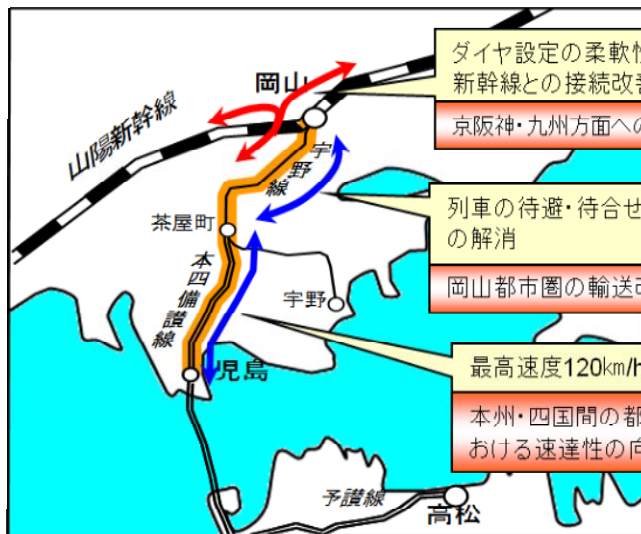 ダイヤ設定の柔軟性
新幹線との接続改善
京阪神・九州方面への
岡山
山陽新幹線
宇野線
列車の待避・待合せ
の解消
岡山都市圏の輸送改
茶屋町
本四備讃線
宇野
児島
最高速度120km/h
本州・四国間の都
おける速達性の向
予讃線
高松